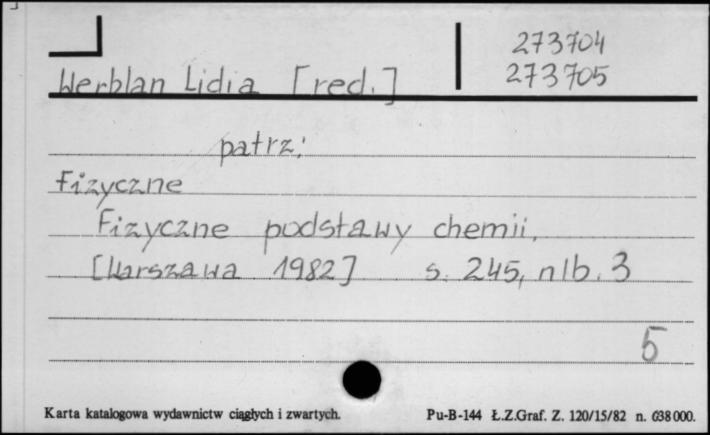 273704
273705
Werblan Lidia [red.]
patrz:
Fizyczne
Fizyczne podstawy chemii.
[Warszawa 1982] s. 245, nlb. 3
5
Karta katalogowa wydawnictw ciągłych i zwartych.
Pu-B-144 Ł.Z.Graf. Z. 120/15/82 n. 638000.